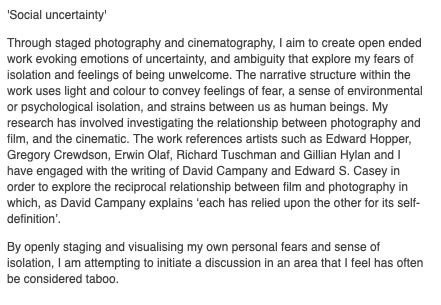 'Social uncertainty'
Through staged photography and cinematography, I aim to create open ended
work evoking emotions of uncertainty, and ambiguity that explore my fears of
isolation and feelings of being unwelcome. The narrative structure within the
work uses light and colour to convey feelings of fear, a sense of environmental
or psychological isolation, and strains between us as human beings. My
research has involved investigating the relationship between photography and
film, and the cinematic. The work references artists such as Edward Hopper,
Gregory Crewdson, Erwin Olaf, Richard Tuschman and Gillian Hylan and I
have engaged with the writing of David Campany and Edward S. Casey in
order to explore the reciprocal relationship between film and photography in
which, as David Campany explains ‘each has relied upon the other for its self-
definition’.
By openly staging and visualising my own personal fears and sense of
isolation, I am attempting to initiate a discussion in an area that I feel has often
be considered taboo.